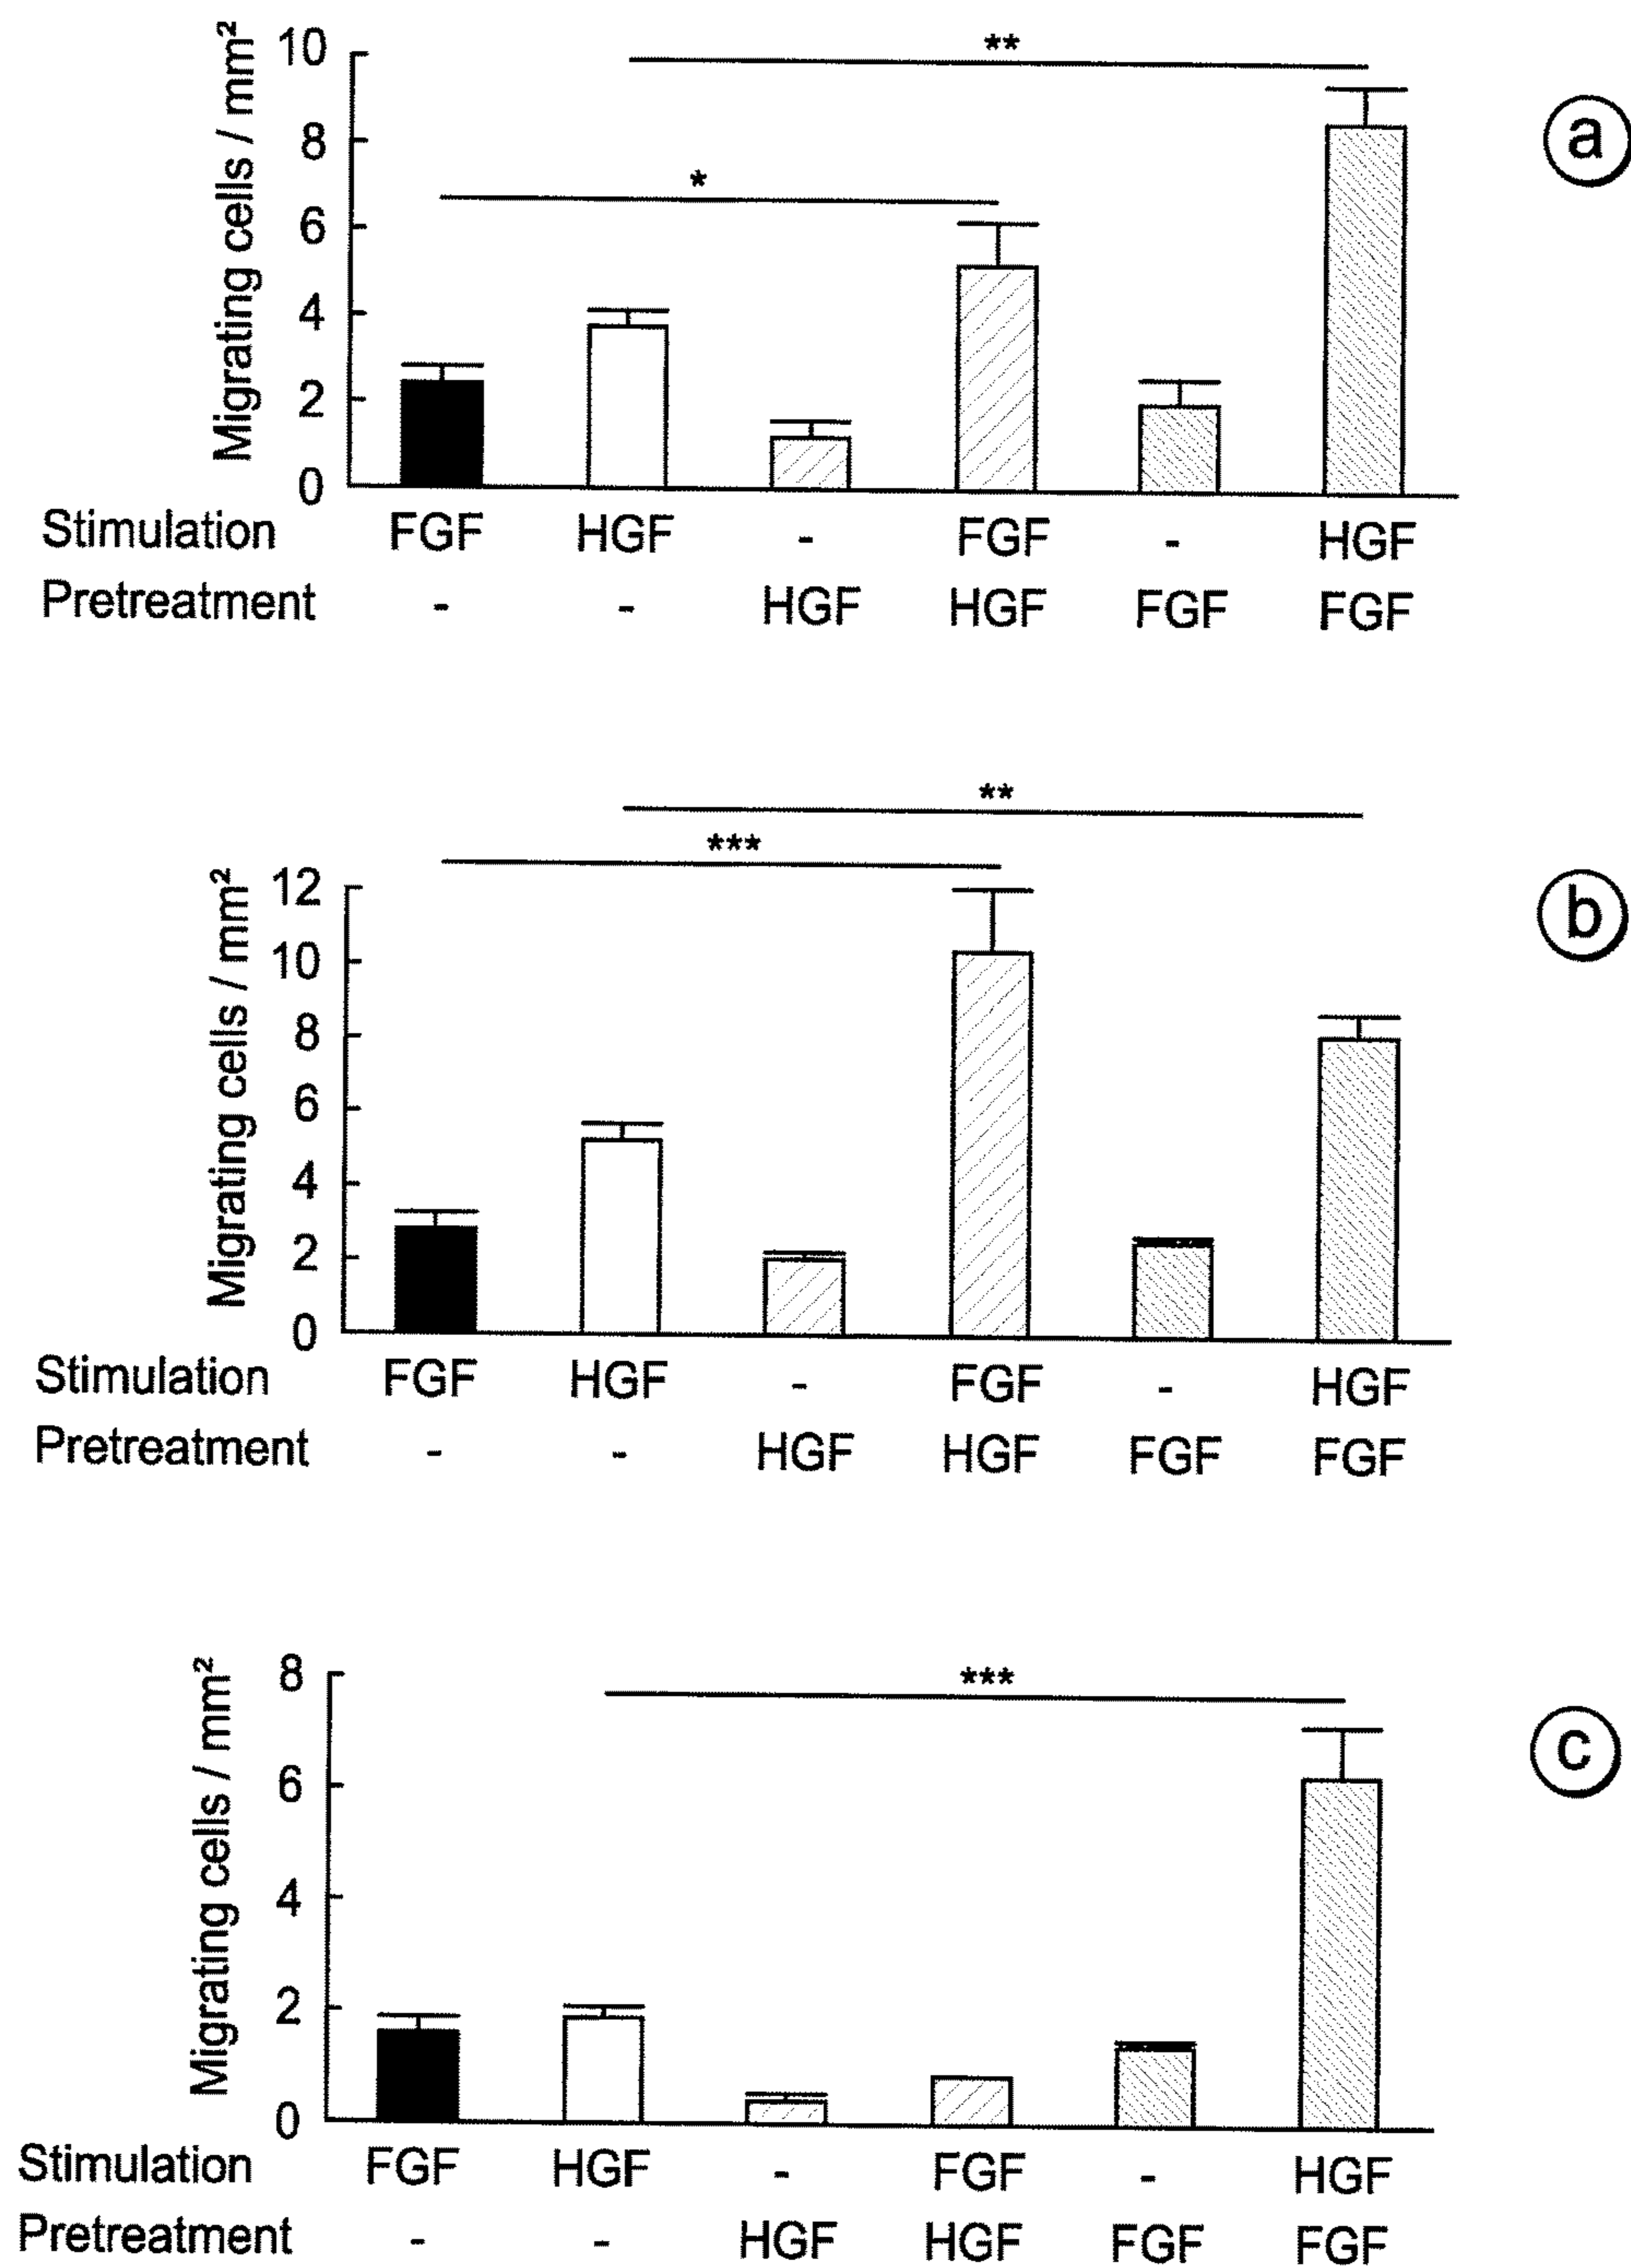 Migrating cells / mm²
10
8
6
4
2
0
**
*
a
Stimulation FGF HGF - FGF - HGF
Pretreatment - - HGF HGF FGF FGF
Migrating cells / mm²
12
10
8
6
4
2
0
**
***
b
Stimulation FGF HGF - FGF - HGF
Pretreatment - - HGF HGF FGF FGF
Migrating cells / mm²
8
6
4
2
0
***
c
Stimulation FGF HGF - FGF - HGF
Pretreatment - - HGF HGF FGF FGF